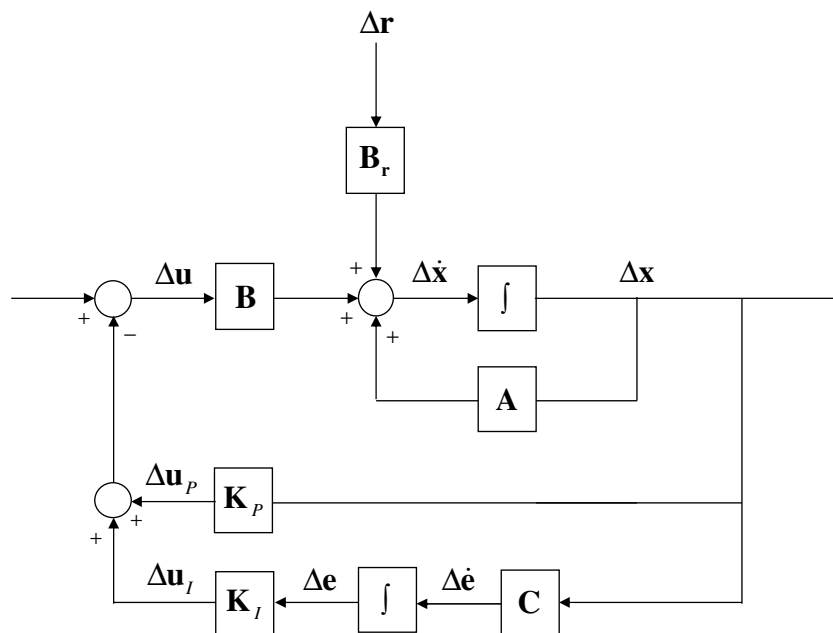 Δr
B_r
+
Δu
B
Δẋ
∫
Δx
+
+
−
+
A
Δu_P
K_P
+
+
Δu_I
K_I
Δe
∫
Δė
C